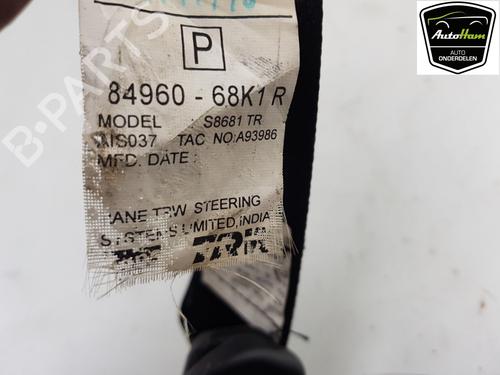 P
84960 - 68K1 R
MODEL : S8681 TR
AIS037 TAC NO:A93986
MFD. DATE :
RANE TRW STEERING
SYSTEMS LIMITED, INDIA
TRW
AutoHam
AUTO
ONDERDELEN
B-PARTS